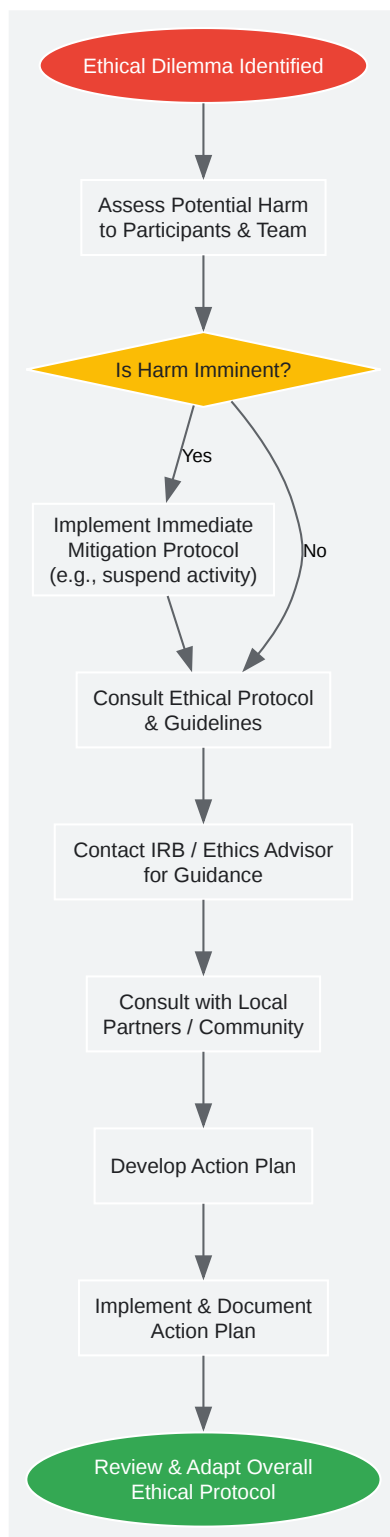 Ethical Dilemma Identified
Assess Potential Harm
to Participants & Team
Is Harm Imminent?
Yes
Implement Immediate
Mitigation Protocol
(e.g., suspend activity)
No
Consult Ethical Protocol
& Guidelines
Contact IRB / Ethics Advisor
for Guidance
Consult with Local
Partners / Community
Develop Action Plan
Implement & Document
Action Plan
Review & Adapt Overall
Ethical Protocol